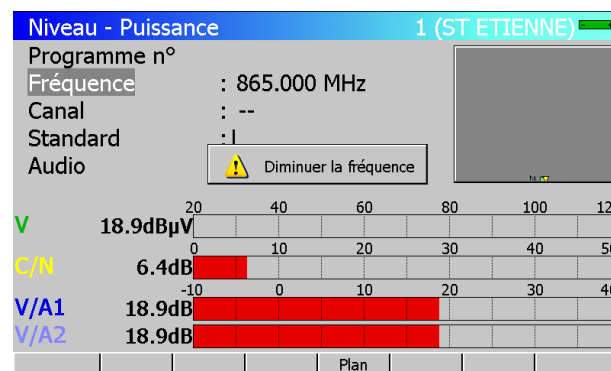 Niveau - Puissance 1 (ST ETIENNE)
Programme n°
Fréquence : 865.000 MHz
Canal : --
Standard : L
Audio
Diminuer la fréquence
20 40 60 80 100
V 18.9dBµV
0 10 20 30 40
C/N 6.4dB
-10 0 10 20 30
V/A1 18.9dB
V/A2 18.9dB
Plan